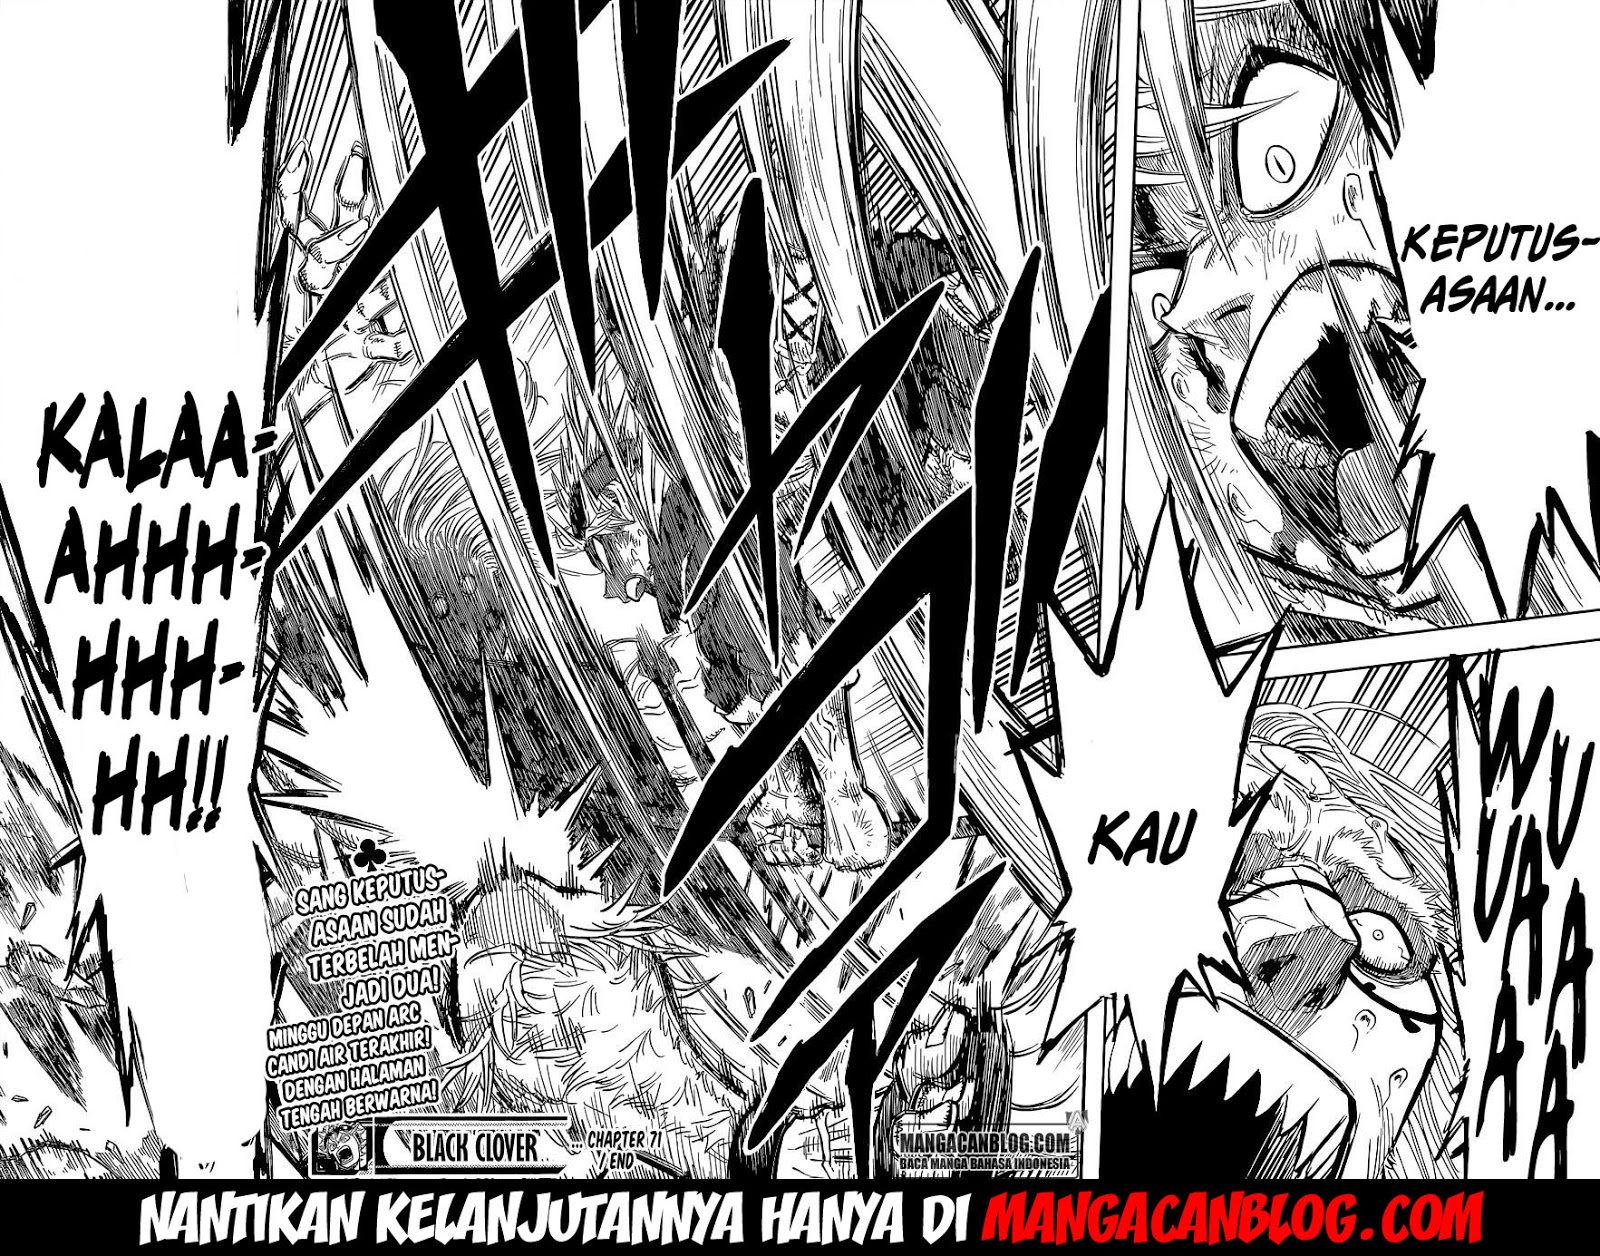 KEPUTUS-
ASAAN...
WUUUAAAAAAA
KAU
KALAA-
AHHH-
HHH-
HH!!
SANG KEPUTUS-
ASAAN SUDAH
TERBELAH MEN-
JADI DUA!
MINGGU DEPAN ARC
CANDI AIR TERAKHIR!
DENGAN HALAMAN
TENGAH BERWARNA!
BLACK CLOVER ... CHAPTER 71
/ END
MANGACANBLOG.COM
BACA MANGA BAHASA INDONESIA
NANTIKAN KELANJUTANNYA HANYA DI MANGACANBLOG.COM